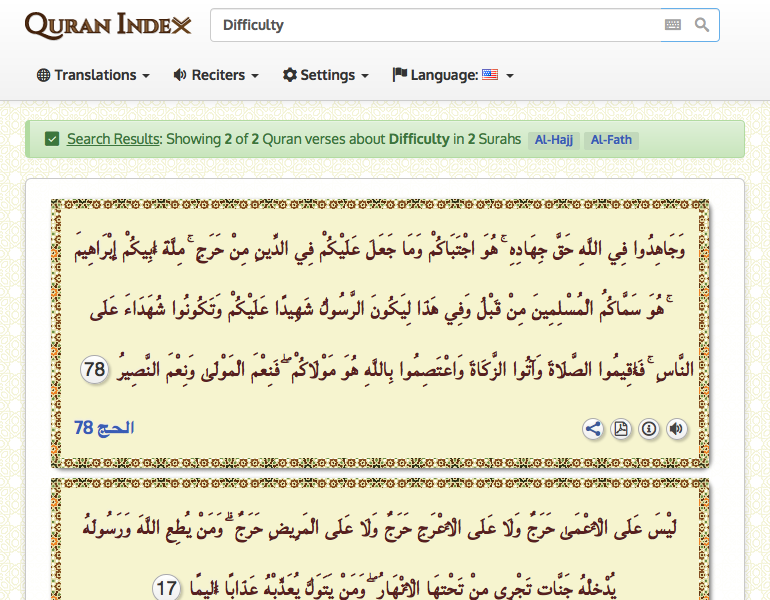 QURAN INDEX
Difficulty
Translations
Reciters
Settings
Language:
Search Results: Showing 2 of 2 Quran verses about Difficulty in 2 Surahs Al-Hajj Al-Fath
وَجَاهِدُوا فِي اللَّهِ حَقَّ جِهَادِهِ ۚ هُوَ اجْتَبَاكُمْ وَمَا جَعَلَ عَلَيْكُمْ فِي الدِّينِ مِنْ حَرَجٍ ۚ مِلَّةَ أَبِيكُمْ إِبْرَاهِيمَ
ۚ هُوَ سَمَّاكُمُ الْمُسْلِمِينَ مِنْ قَبْلُ وَفِي هَٰذَا لِيَكُونَ الرَّسُولُ شَهِيدًا عَلَيْكُمْ وَتَكُونُوا شُهَدَاءَ عَلَى
النَّاسِ ۚ فَأَقِيمُوا الصَّلَاةَ وَآتُوا الزَّكَاةَ وَاعْتَصِمُوا بِاللَّهِ هُوَ مَوْلَاكُمْ ۖ فَنِعْمَ الْمَوْلَىٰ وَنِعْمَ النَّصِيرُ 78
الحج 78
لَيْسَ عَلَى الْأَعْمَىٰ حَرَجٌ وَلَا عَلَى الْأَعْرَجِ حَرَجٌ وَلَا عَلَى الْمَرِيضِ حَرَجٌ ۗ وَمَنْ يُطِعِ اللَّهَ وَرَسُولَهُ
يُدْخِلْهُ جَنَّاتٍ تَجْرِي مِنْ تَحْتِهَا الْأَنْهَارُ ۖ وَمَنْ يَتَوَلَّ يُعَذِّبْهُ عَذَابًا أَلِيمًا 17